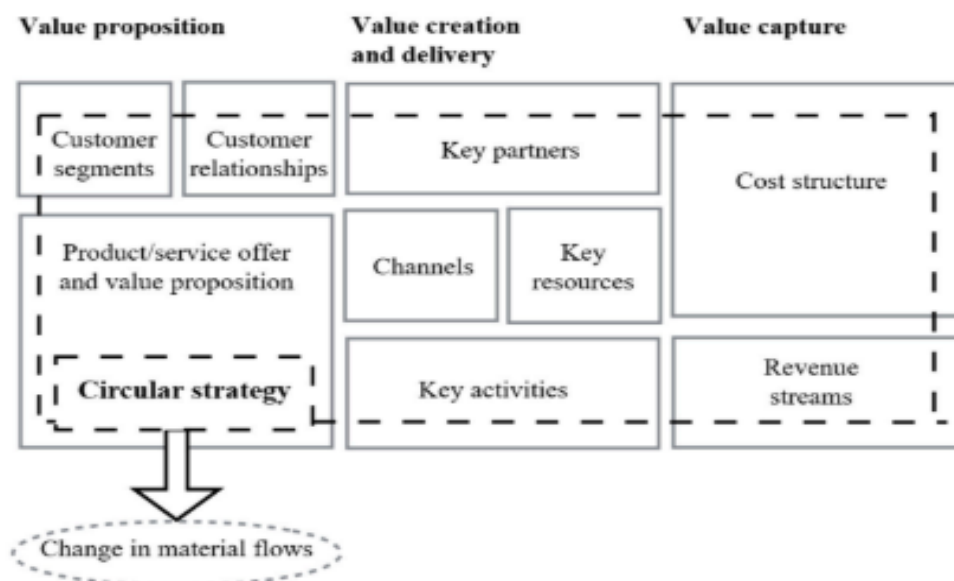 Value proposition
Value creation
and delivery
Value capture
Customer
segments
Customer
relationships
Key partners
Cost structure
Product/service offer
and value proposition
Channels
Key
resources
Circular strategy
Key activities
Revenue
streams
Change in material flows